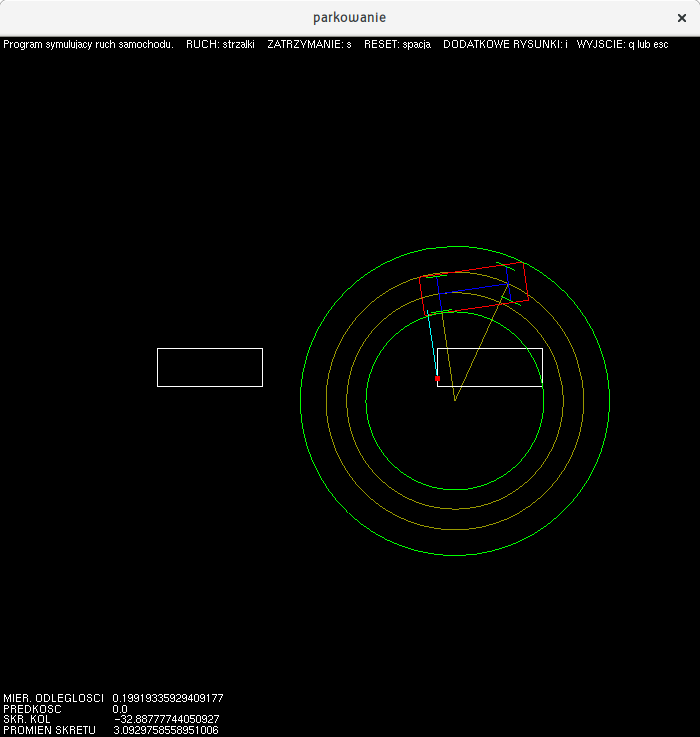 parkowanie
Program symulujacy ruch samochodu. RUCH: strzalki ZATRZYMANIE: s RESET: spacja DODATKOWE RYSUNKI: i WYJSCIE: q lub esc
MIER. ODLEGLOSCI 0.19919335929409177
PREDKOSC 0.0
SKR. KOL -32.88777744050927
PROMIEN SKRETU 3.0929758558951006